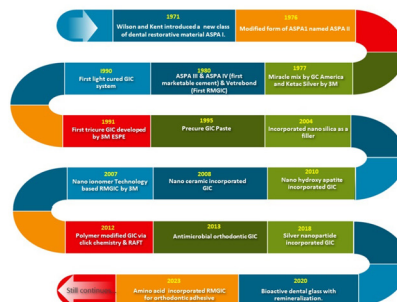 1971
Wilson and Kent introduced a new class
of dental restorative material ASPA I.
1976
Modified form of ASPA1 named ASPA II
1990
First light cured GIC
system
1980
ASPA III & ASPA IV (first
marketable cement) & Vetrebond
(First RMGIC)
1977
Miracle mix by GC America
and Ketac Silver by 3M
1991
First tricure GIC developed
by 3M ESPE
1995
Precure GIC Paste
2004
Incorporated nano silica as a
filler
2007
Nano ionomer Technology
based RMGIC by 3M
2008
Nano ceramic incorporated
GIC
2010
Nano hydroxy apatite
incorporated GIC
2012
Polymer modified GIC via
click chemistry & RAFT
2013
Antimicrobial orthodontic GIC
2018
Silver nanoparticle
incorporated GIC
Still continues
2023
Amino acid incorporated RMGIC
for orthodontic adhesive
2020
Bioactive dental glass with
remineralization.